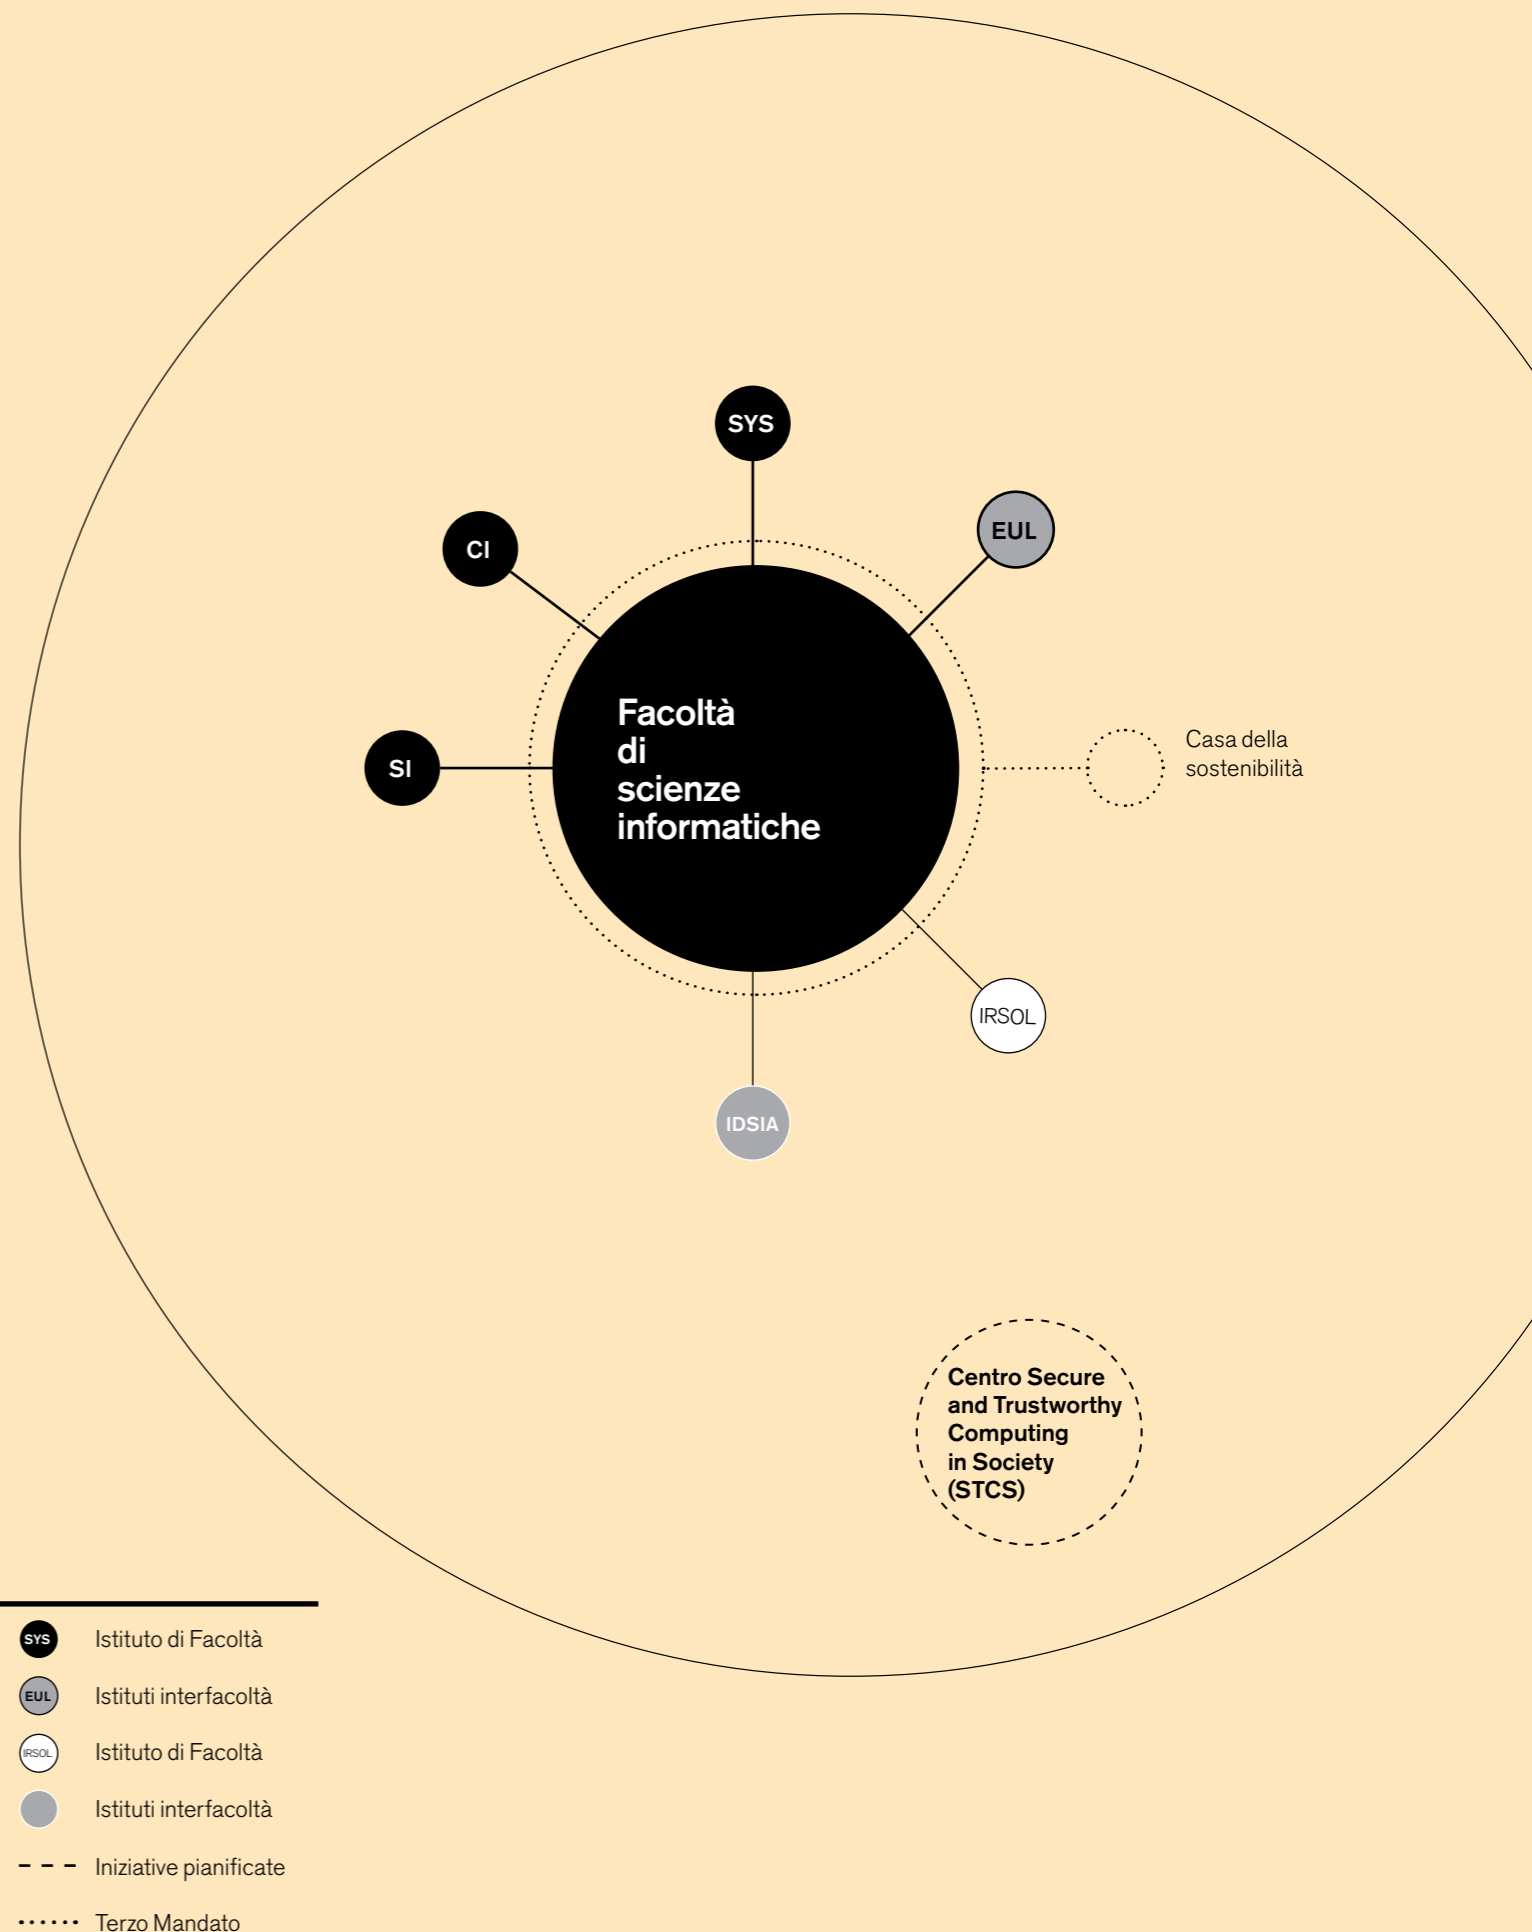 SYS
EUL
CI
Facoltà
di
scienze
informatiche
SI
Casa della
sostenibilità
IRSOL
IDSIA
Centro Secure
and Trustworthy
Computing
in Society
(STCS)
SYS Istituto di Facoltà
EUL Istituti interfacoltà
IRSOL Istituto di Facoltà
Istituti interfacoltà
Iniziative pianificate
Terzo Mandato